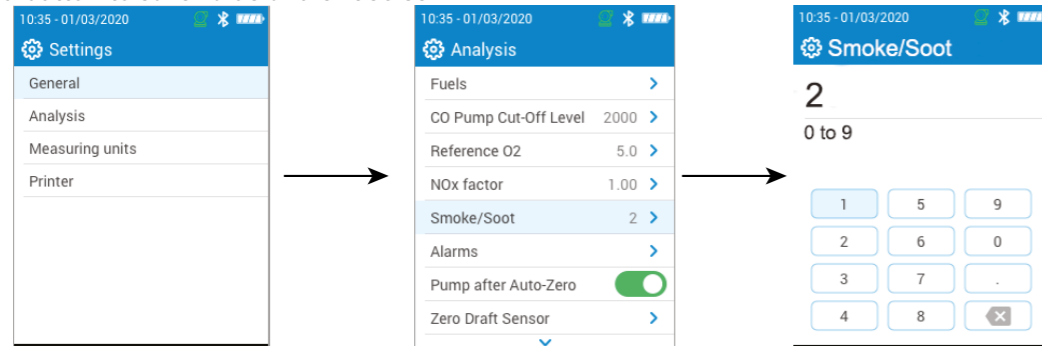 10:35 - 01/03/2020
Settings
General
Analysis
Measuring units
Printer
10:35 - 01/03/2020
Analysis
Fuels
CO Pump Cut-Off Level 2000
Reference O2 5.0
NOx factor 1.00
Smoke/Soot 2
Alarms
Pump after Auto-Zero
Zero Draft Sensor
10:35 - 01/03/2020
Smoke/Soot
2
0 to 9
1 5 9
2 6 0
3 7 .
4 8